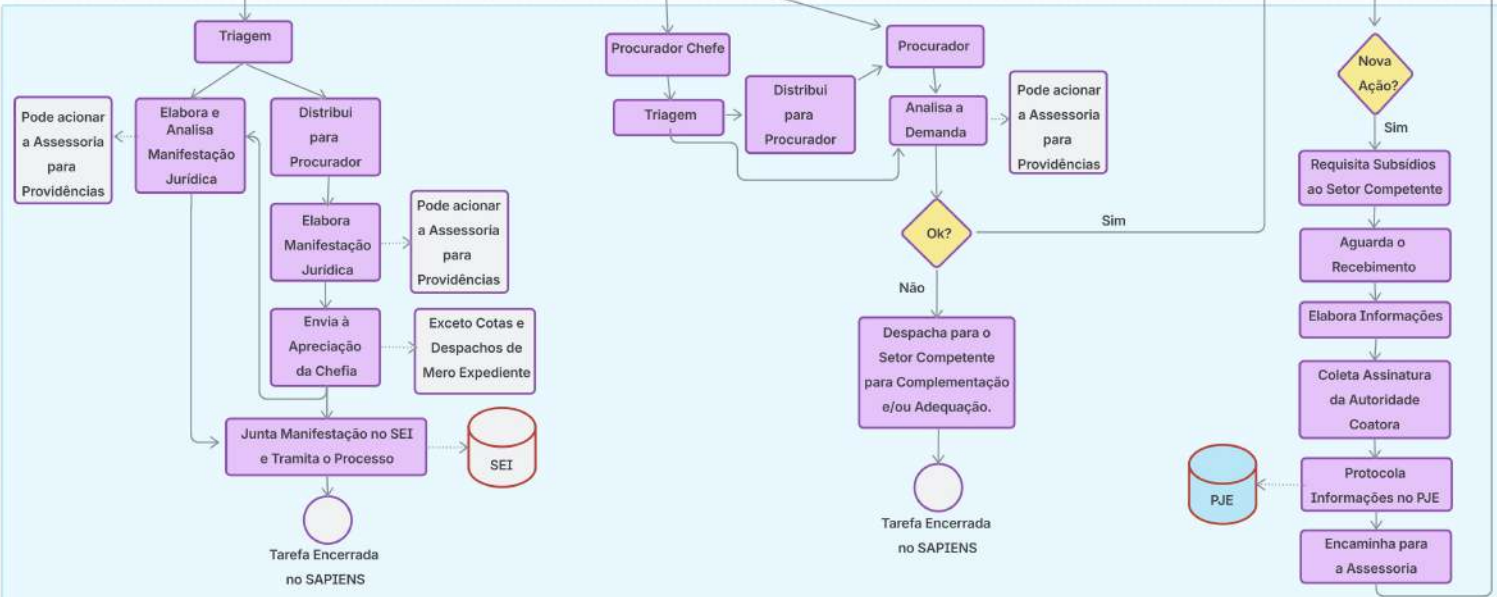 Triagem
Pode acionar
a Assessoria
para
Providências
Elabora e
Analisa
Manifestação
Jurídica
Distribui
para
Procurador
Elabora
Manifestação
Jurídica
Pode acionar
a Assessoria
para
Providências
Envia à
Apreciação
da Chefia
Exceto Cotas e
Despachos de
Mero Expediente
Junta Manifestação no SEI
e Tramita o Processo
SEI
Tarefa Encerrada
no SAPIENS
Procurador Chefe
Triagem
Distribui
para
Procurador
Procurador
Analisa a
Demanda
Pode acionar
a Assessoria
para
Providências
Ok?
Sim
Não
Despacha para o
Setor Competente
para Complementação
e/ou Adequação.
Tarefa Encerrada
no SAPIENS
Nova
Ação?
Sim
Requisita Subsídios
ao Setor Competente
Aguarda o
Recebimento
Elabora Informações
Coleta Assinatura
da Autoridade
Coatora
Protocola
Informações no PJE
PJE
Encaminha para
a Assessoria